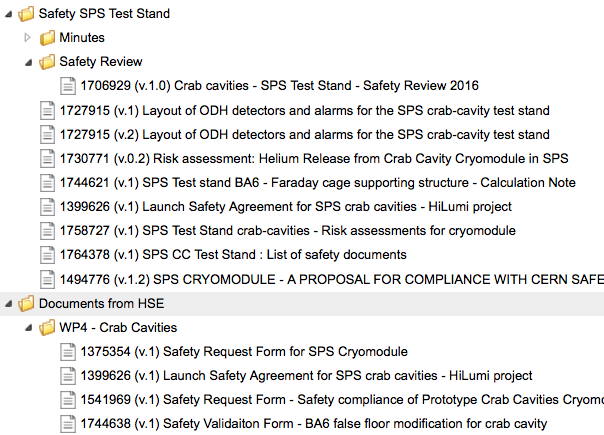 Safety SPS Test Stand
Minutes
Safety Review
1706929 (v.1.0) Crab cavities - SPS Test Stand - Safety Review 2016
1727915 (v.1) Layout of ODH detectors and alarms for the SPS crab-cavity test stand
1727915 (v.2) Layout of ODH detectors and alarms for the SPS crab-cavity test stand
1730771 (v.0.2) Risk assessment: Helium Release from Crab Cavity Cryomodule in SPS
1744621 (v.1) SPS Test stand BA6 - Faraday cage supporting structure - Calculation Note
1399626 (v.1) Launch Safety Agreement for SPS crab cavities - HiLumi project
1758727 (v.1) SPS Test Stand crab-cavities - Risk assessments for cryomodule
1764378 (v.1) SPS CC Test Stand : List of safety documents
1494776 (v.1.2) SPS CRYOMODULE - A PROPOSAL FOR COMPLIANCE WITH CERN SAFE
Documents from HSE
WP4 - Crab Cavities
1375354 (v.1) Safety Request Form for SPS Cryomodule
1399626 (v.1) Launch Safety Agreement for SPS crab cavities - HiLumi project
1541969 (v.1) Safety Request Form - Safety compliance of Prototype Crab Cavities Cryomo
1744638 (v.1) Safety Validaiton Form - BA6 false floor modification for crab cavity